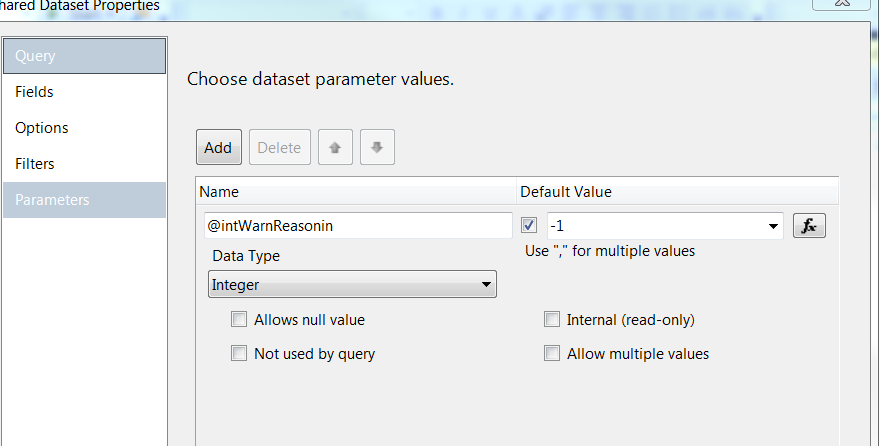 hared Dataset Properties
Query
Fields
Options
Filters
Parameters
Choose dataset parameter values.
Add Delete
Name Default Value
@intWarnReasonin -1 fx
Data Type Use "," for multiple values
Integer
Allows null value Internal (read-only)
Not used by query Allow multiple values